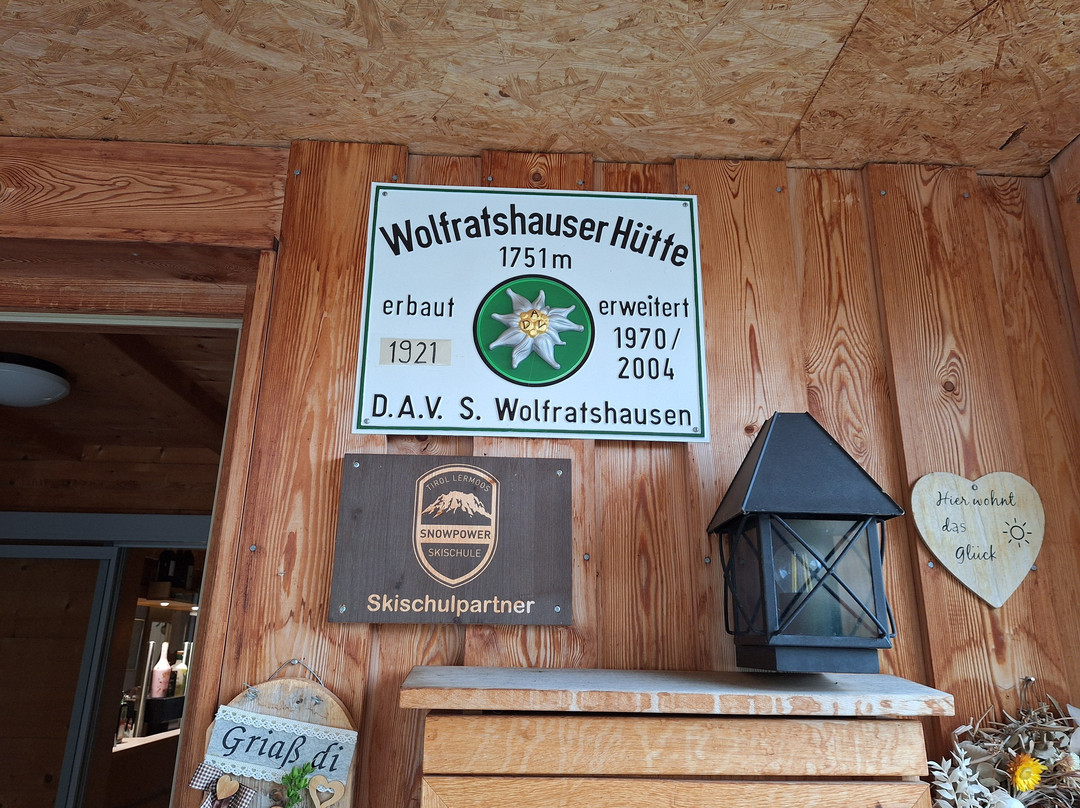 Wolfratshauser Hütte
1751m
erbaut
1921
A
D V
erweitert
1970/
2004
D.A.V. S. Wolfratshausen
TIROL LERMOOS
SNOWPOWER
SKISCHULE
Skischulpartner
Hier wohnt
das
Glück
Griaß di